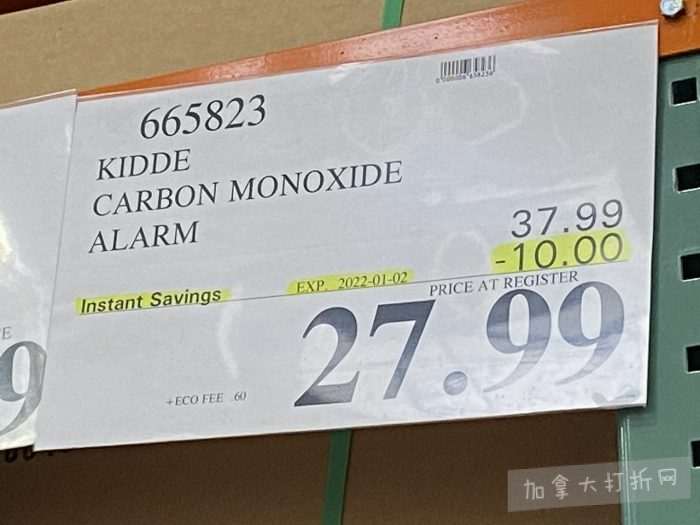 665823
KIDDE
CARBON MONOXIDE
ALARM
37.99
-10.00
Instant Savings
EXP. 2022-01-02
PRICE AT REGISTER
27.99
+ECO FEE .60
9
加拿大打折网